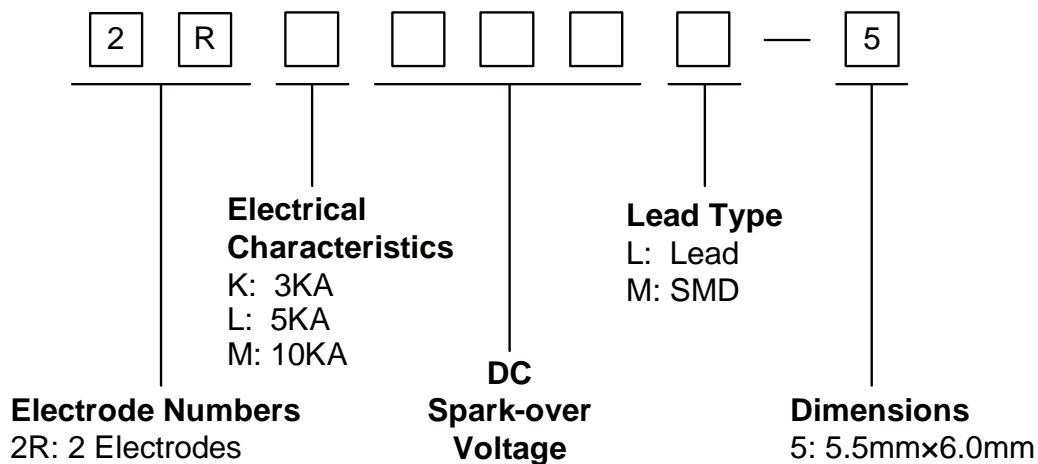 2 R — 5
Electrical
Characteristics
K: 3KA
L: 5KA
M: 10KA
Lead Type
L: Lead
M: SMD
Electrode Numbers
2R: 2 Electrodes
DC
Spark-over
Voltage
Dimensions
5: 5.5mm×6.0mm